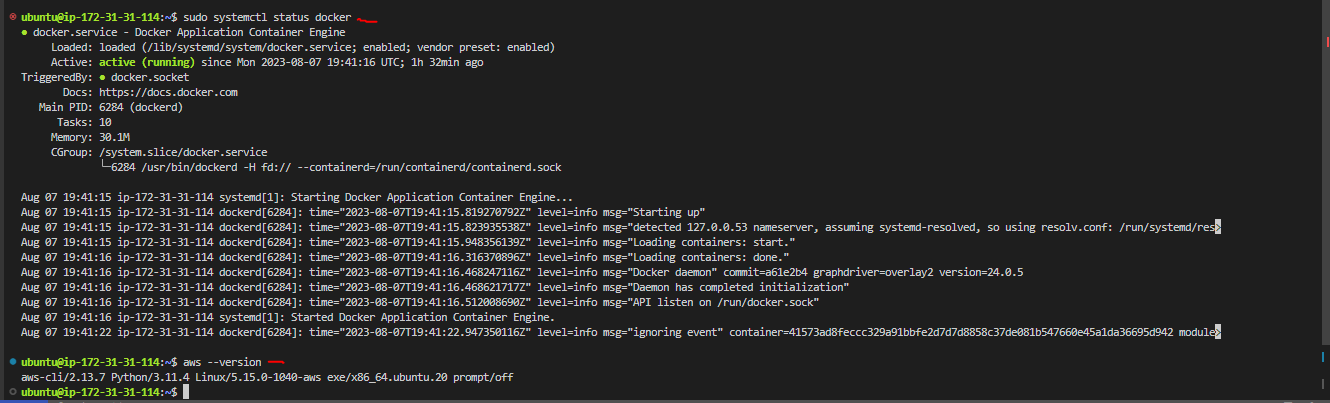 ubuntu@ip-172-31-31-114:~$ sudo systemctl status docker
● docker.service - Docker Application Container Engine
Loaded: loaded (/lib/systemd/system/docker.service; enabled; vendor preset: enabled)
Active: active (running) since Mon 2023-08-07 19:41:16 UTC; 1h 32min ago
TriggeredBy: ● docker.socket
Docs: https://docs.docker.com
Main PID: 6284 (dockerd)
Tasks: 10
Memory: 30.1M
CGroup: /system.slice/docker.service
└─6284 /usr/bin/dockerd -H fd:// --containerd=/run/containerd/containerd.sock
Aug 07 19:41:15 ip-172-31-31-114 systemd[1]: Starting Docker Application Container Engine...
Aug 07 19:41:15 ip-172-31-31-114 dockerd[6284]: time="2023-08-07T19:41:15.819270792Z" level=info msg="Starting up"
Aug 07 19:41:15 ip-172-31-31-114 dockerd[6284]: time="2023-08-07T19:41:15.823935538Z" level=info msg="detected 127.0.0.53 nameserver, assuming systemd-resolved, so using resolv.conf: /run/systemd/res>
Aug 07 19:41:15 ip-172-31-31-114 dockerd[6284]: time="2023-08-07T19:41:15.948356139Z" level=info msg="Loading containers: start."
Aug 07 19:41:16 ip-172-31-31-114 dockerd[6284]: time="2023-08-07T19:41:16.316370896Z" level=info msg="Loading containers: done."
Aug 07 19:41:16 ip-172-31-31-114 dockerd[6284]: time="2023-08-07T19:41:16.468247116Z" level=info msg="Docker daemon" commit=a61e2b4 graphdriver=overlay2 version=24.0.5
Aug 07 19:41:16 ip-172-31-31-114 dockerd[6284]: time="2023-08-07T19:41:16.468621717Z" level=info msg="Daemon has completed initialization"
Aug 07 19:41:16 ip-172-31-31-114 dockerd[6284]: time="2023-08-07T19:41:16.512008690Z" level=info msg="API listen on /run/docker.sock"
Aug 07 19:41:16 ip-172-31-31-114 systemd[1]: Started Docker Application Container Engine.
Aug 07 19:41:22 ip-172-31-31-114 dockerd[6284]: time="2023-08-07T19:41:22.947350116Z" level=info msg="ignoring event" container=41573ad8feccc329a91bbfe2d7d7d8858c37de081b547660e45a1da36695d942 module>
ubuntu@ip-172-31-31-114:~$ aws --version
aws-cli/2.13.7 Python/3.11.4 Linux/5.15.0-1040-aws exe/x86_64.ubuntu.20 prompt/off
ubuntu@ip-172-31-31-114:~$